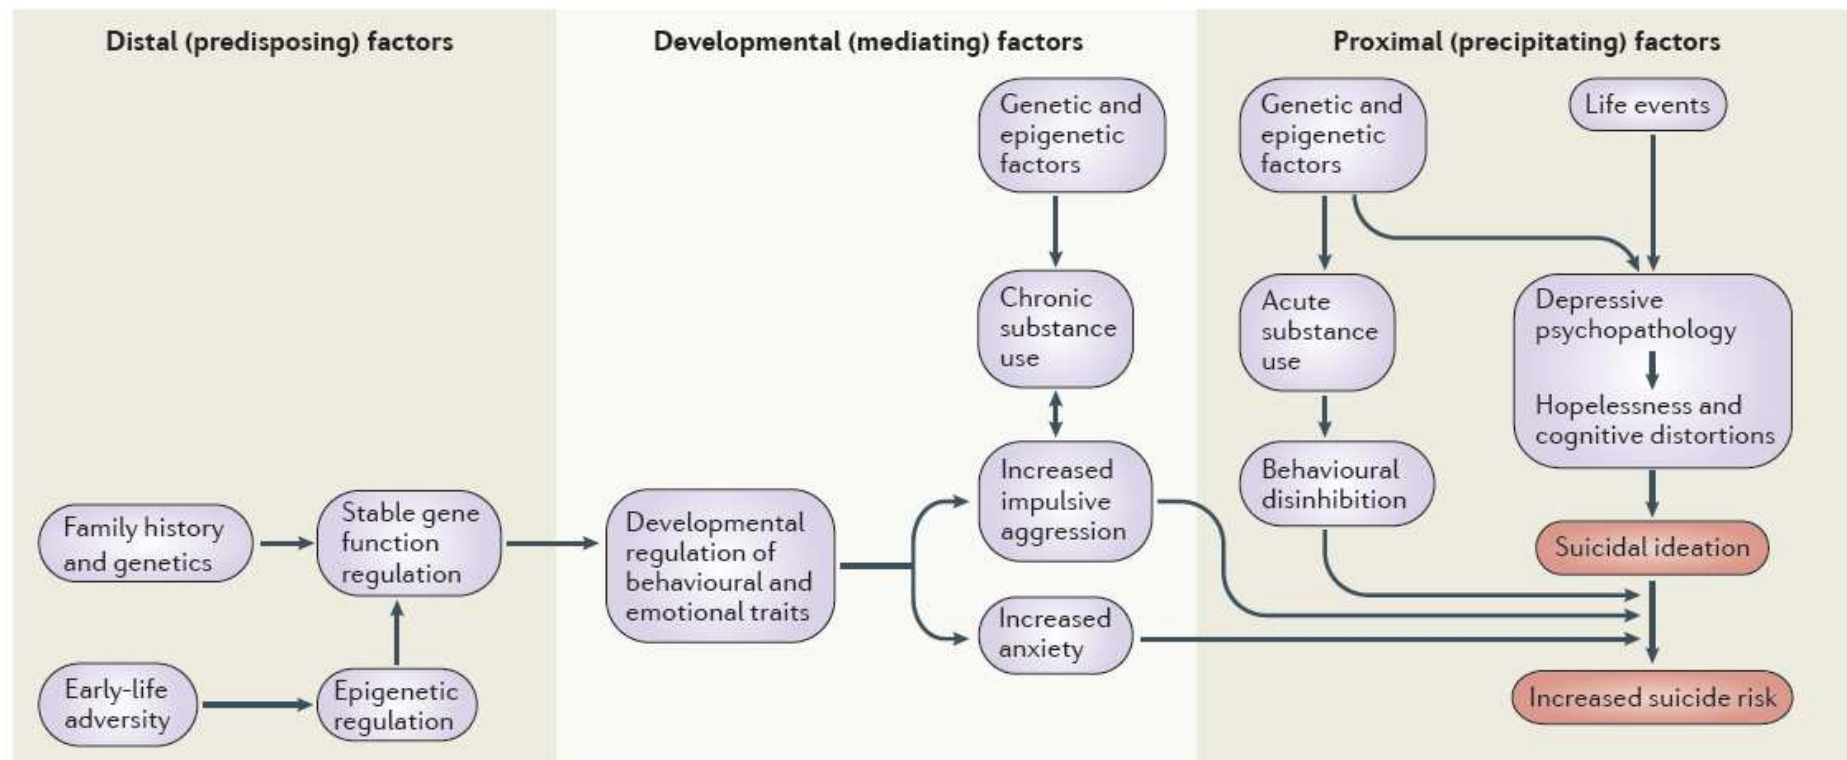 Distal (predisposing) factors
Developmental (mediating) factors
Proximal (precipitating) factors
Family history
and genetics
Stable gene
function
regulation
Early-life
adversity
Epigenetic
regulation
Developmental
regulation of
behavioural and
emotional traits
Genetic and
epigenetic
factors
Chronic
substance
use
Increased
impulsive
aggression
Increased
anxiety
Genetic and
epigenetic
factors
Acute
substance
use
Behavioural
disinhibition
Life events
Depressive
psychopathology
Hopelessness and
cognitive distortions
Suicidal ideation
Increased suicide risk